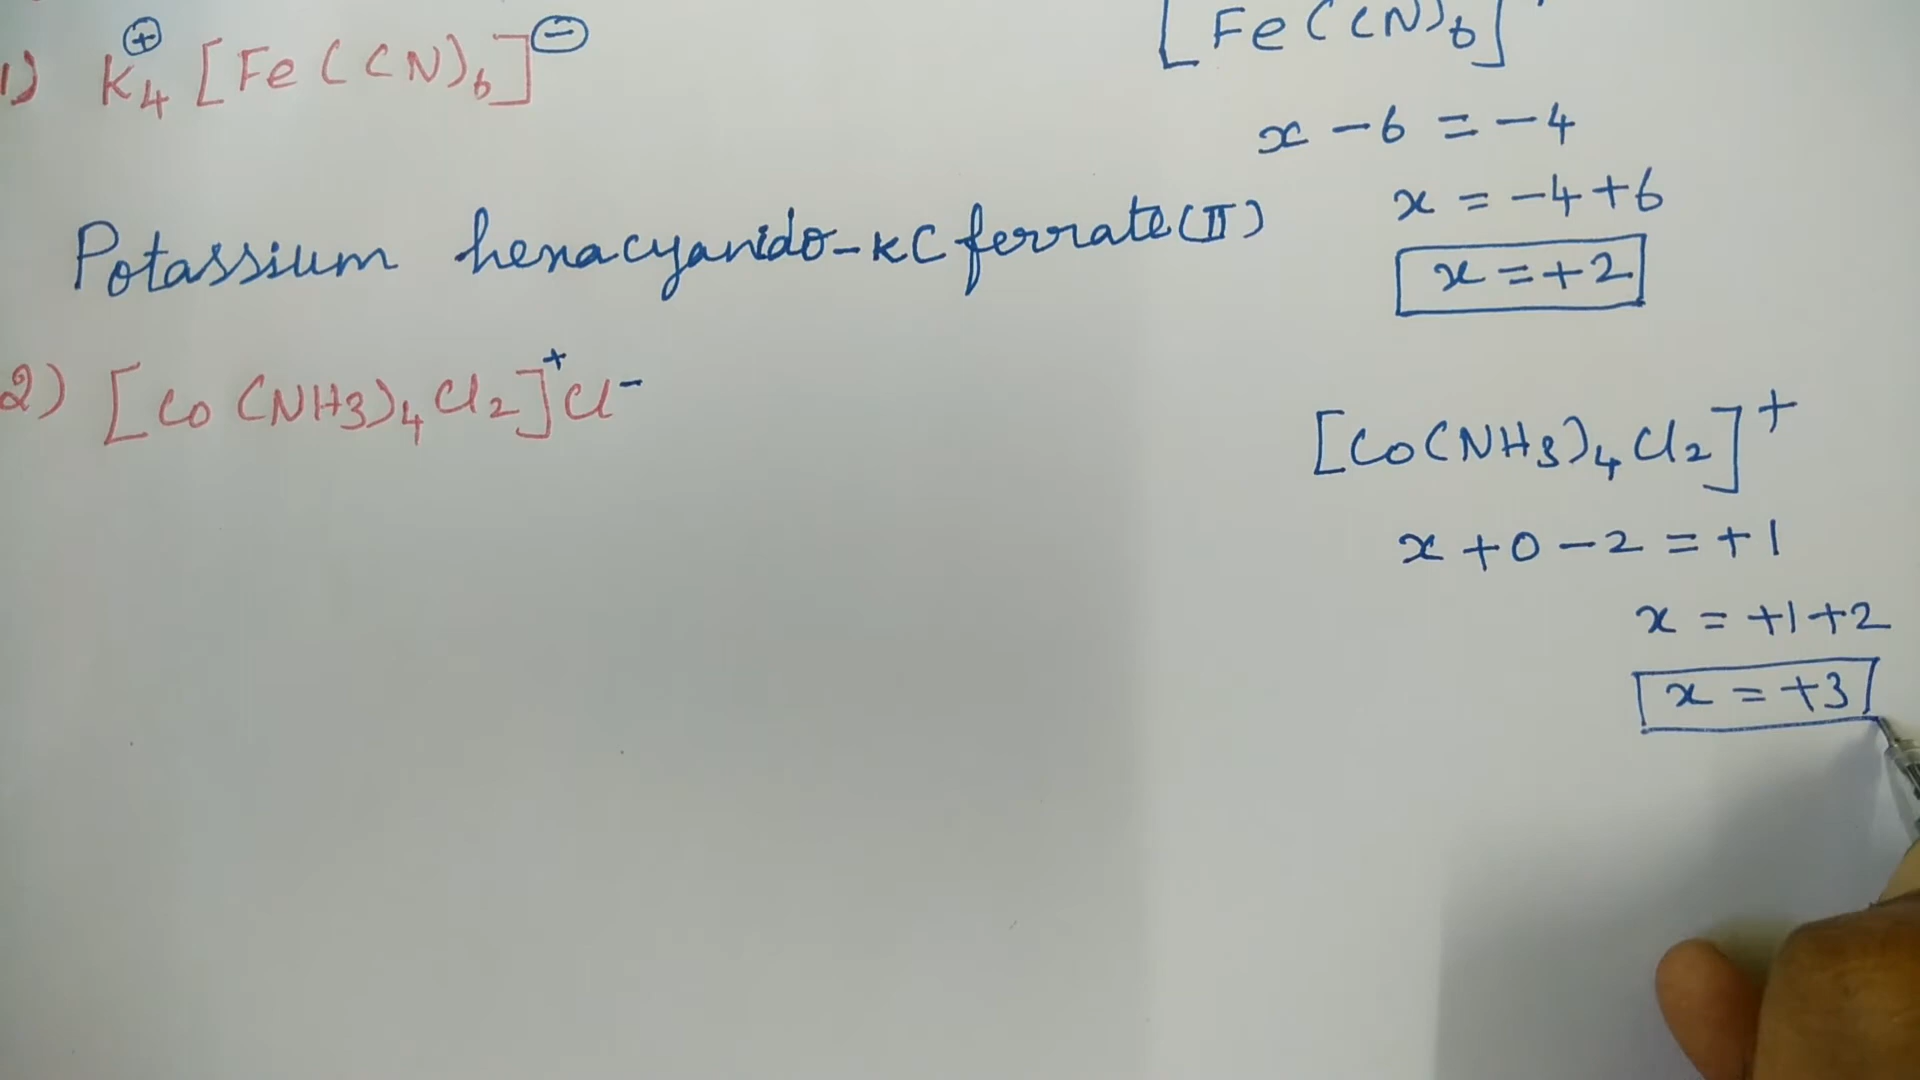 1) K₄⊕ [Fe(CN)₆]⊖
[Fe(CN)₆]
x - 6 = -4
x = -4+6
x = +2
Potassium hexacyanido-κC ferrate(II)
2) [Co(NH3)₄Cl₂]⁺Cl⁻
[Co(NH3)₄Cl₂]⁺
x + 0 - 2 = +1
x = +1+2
x = +3